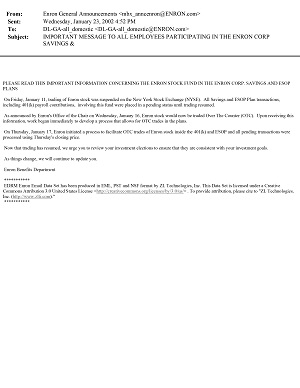 From: Enron General Announcements <mbx_anncenron@ENRON.com>
Sent: Wednesday, January 23, 2002 4:52 PM
To: DL-GA-all_domestic <DL-GA-all_domestic@ENRON.com>
Subject: IMPORTANT MESSAGE TO ALL EMPLOYEES PARTICIPATING IN THE ENRON CORP
SAVINGS &
PLEASE READ THIS IMPORTANT INFORMATION CONCERNING THE ENRON STOCK FUND IN THE ENRON CORP. SAVINGS AND ESOP
PLANS
On Friday, January 11, trading of Enron stock was suspended on the New York Stock Exchange (NYSE). All Savings and ESOP Plan transactions,
including 401(k) payroll contributions, involving this fund were placed in a pending status until trading resumed.
As announced by Enron's Office of the Chair on Wednesday, January 16, Enron stock would now be traded Over The Counter (OTC). Upon receiving this
information, work began immediately to develop a process that allows for OTC trades in the plans.
On Thursday, January 17, Enron initiated a process to facilitate OTC trades of Enron stock inside the 401(k) and ESOP and all pending transactions were
processed using Thursday's closing price.
Now that trading has resumed, we urge you to review your investment elections to ensure that they are consistent with your investment goals.
As things change, we will continue to update you.
Enron Benefits Department
***********
EDRM Enron Email Data Set has been produced in EML, PST and NSF format by ZL Technologies, Inc. This Data Set is licensed under a Creative
Commons Attribution 3.0 United States License <http://creativecommons.org/licenses/by/3.0/us/> . To provide attribution, please cite to "ZL Technologies,
Inc. (http://www.zlti.com)."
***********